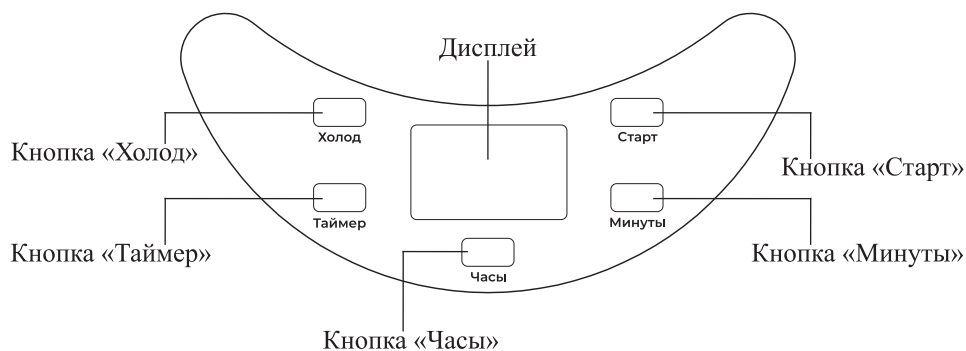 Дисплей
Холод
Старт
Кнопка «Холод»
Кнопка «Старт»
Таймер
Минуты
Кнопка «Таймер»
Кнопка «Минуты»
Часы
Кнопка «Часы»